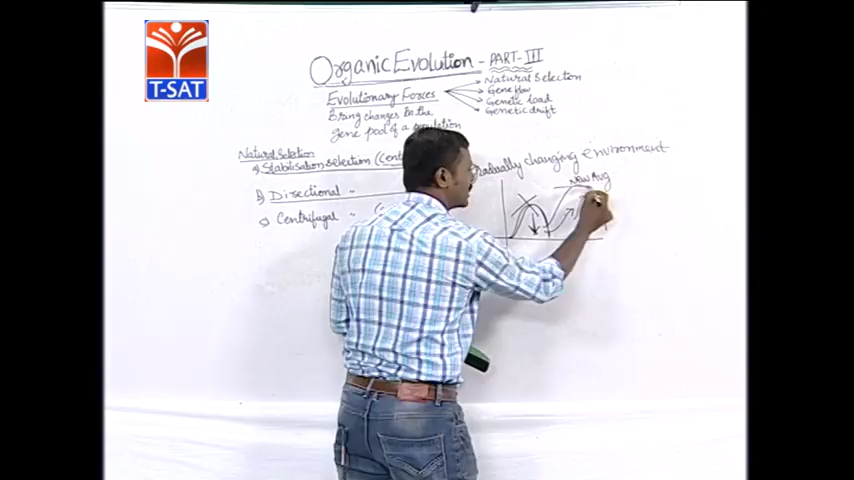 T-SAT
Organic Evolution - PART-III
Evolutionary Forces
Natural Selection
Gene flow
Genetic load
Genetic drift
Bring changes in the
gene pool of a population
Natural Selection
a) Stabilisation selection (Cent
gradually changing environment
b) Directional "
c) Centrifugal " (
New Avg